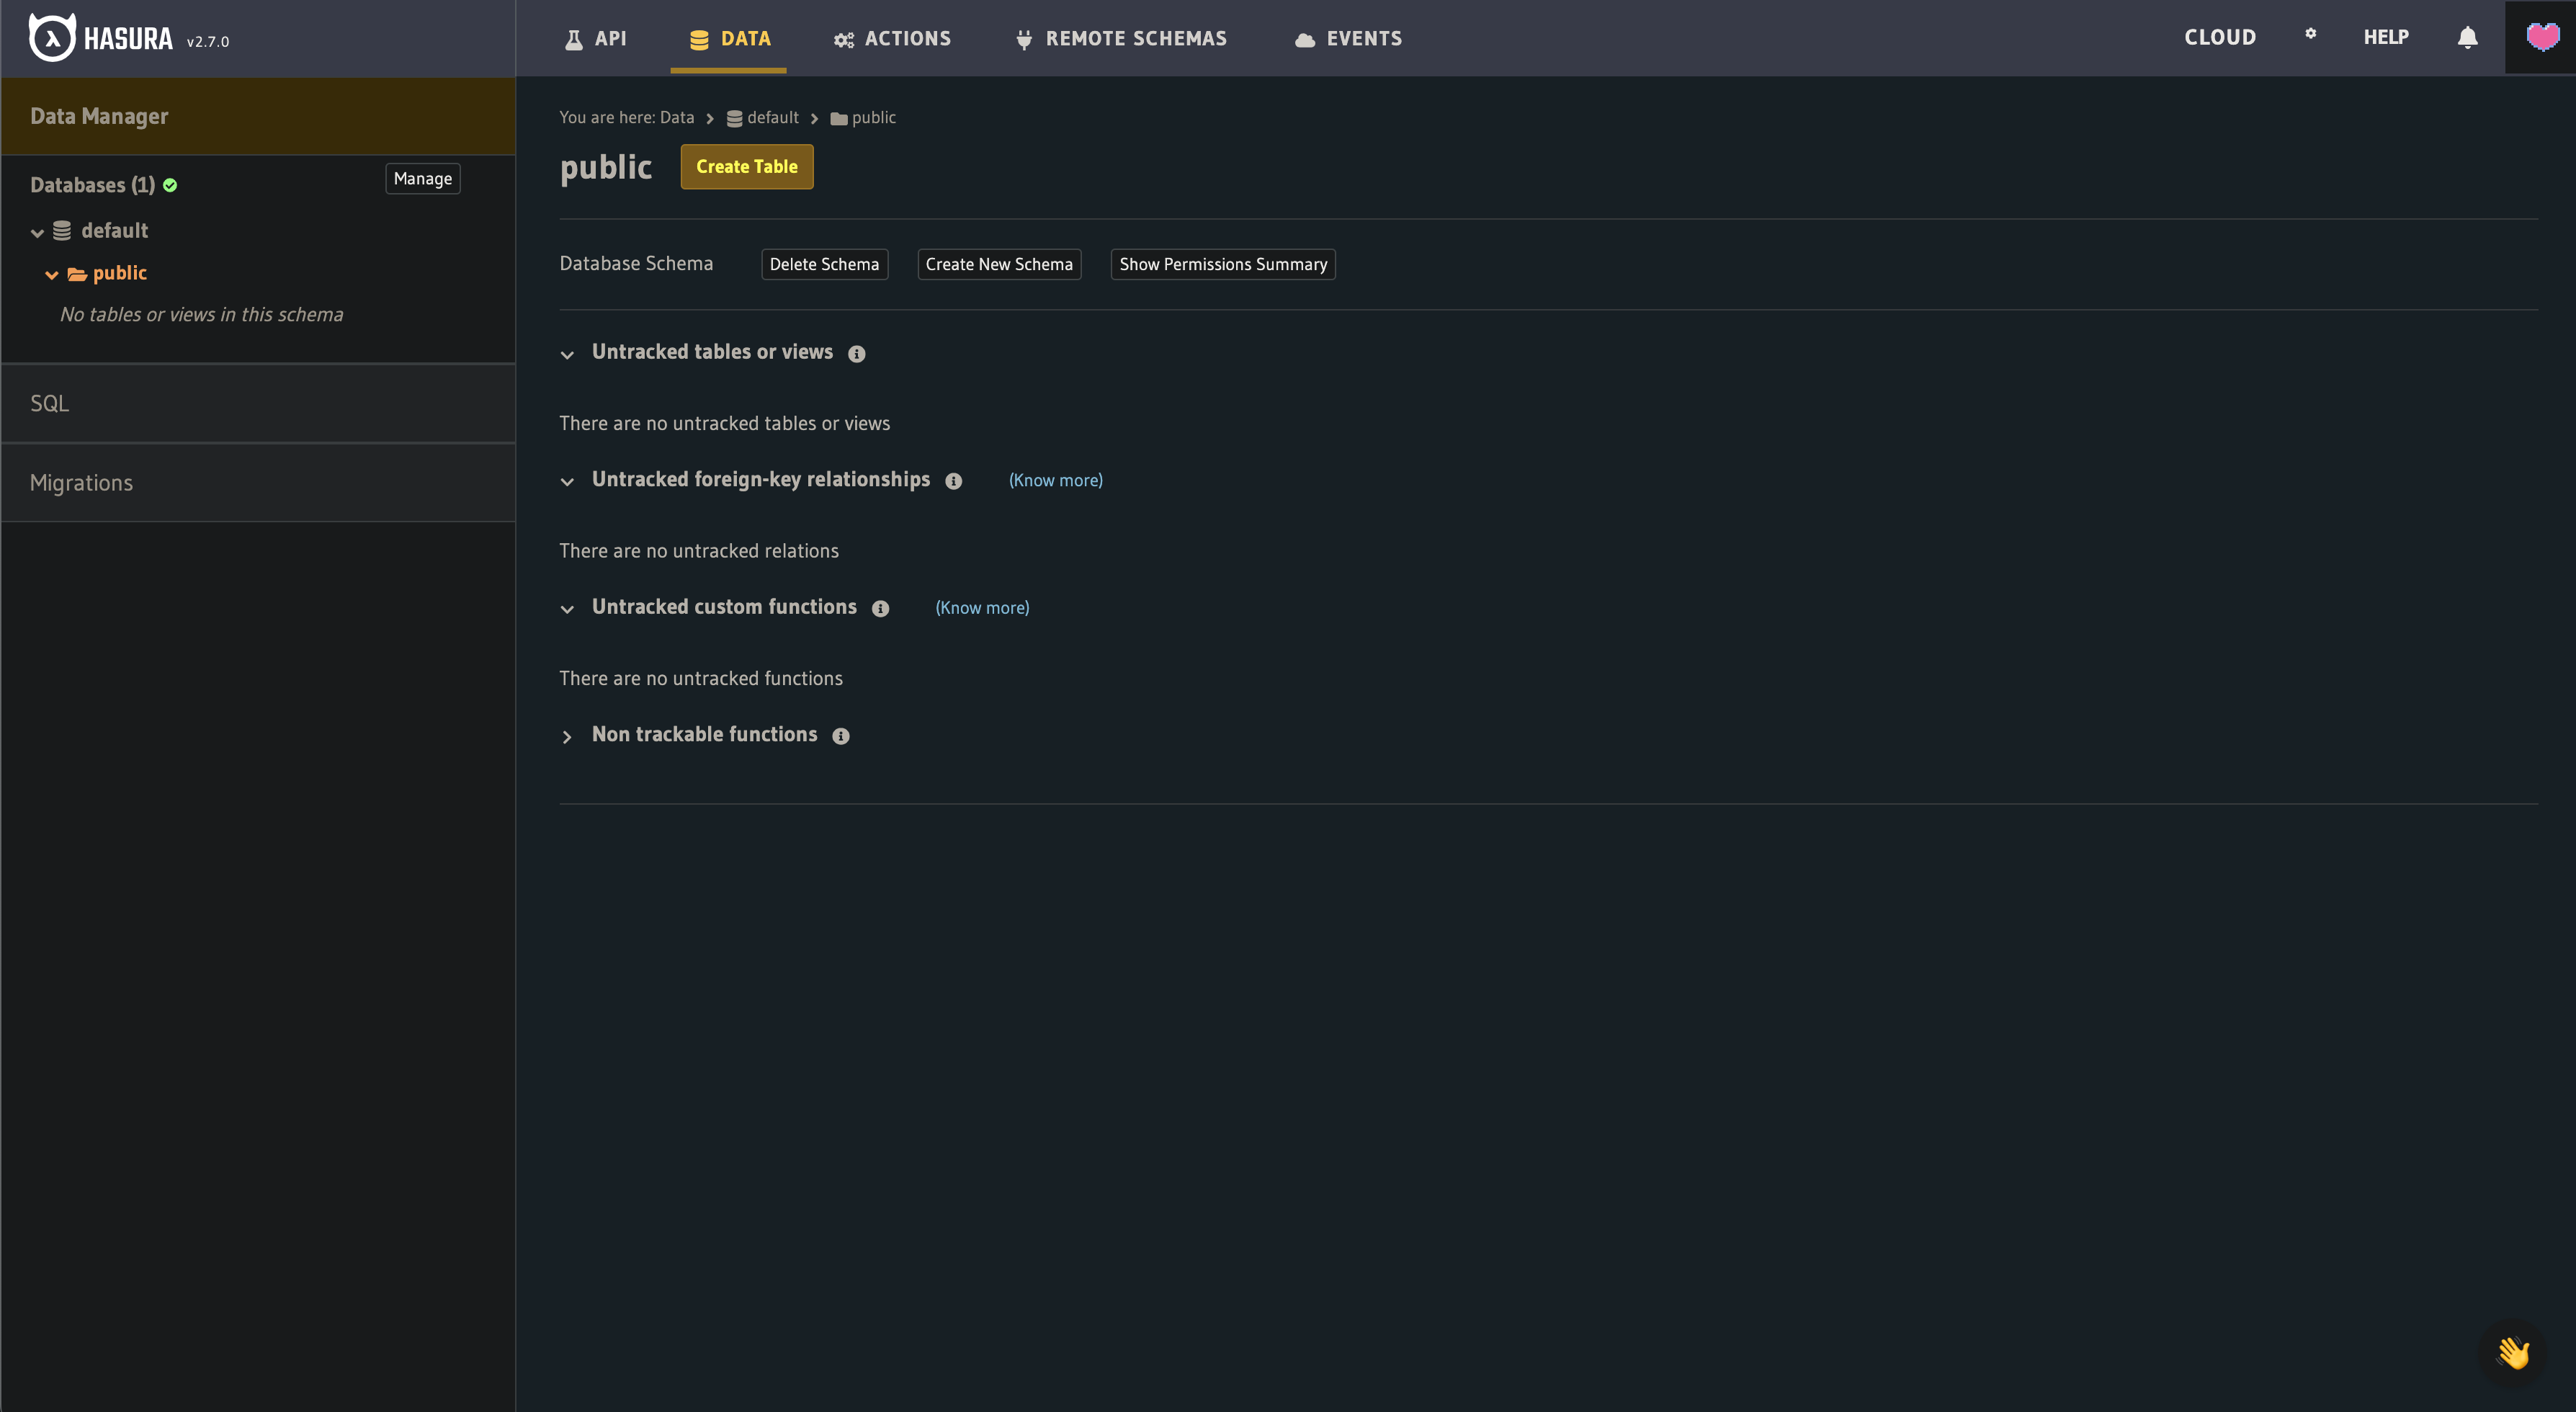 HASURA v2.7.0
API
DATA
ACTIONS
REMOTE SCHEMAS
EVENTS
CLOUD
HELP
Data Manager
Databases (1)
Manage
default
public
No tables or views in this schema
SQL
Migrations
You are here: Data > default > public
public
Create Table
Database Schema
Delete Schema
Create New Schema
Show Permissions Summary
Untracked tables or views
There are no untracked tables or views
Untracked foreign-key relationships (Know more)
There are no untracked relations
Untracked custom functions (Know more)
There are no untracked functions
Non trackable functions